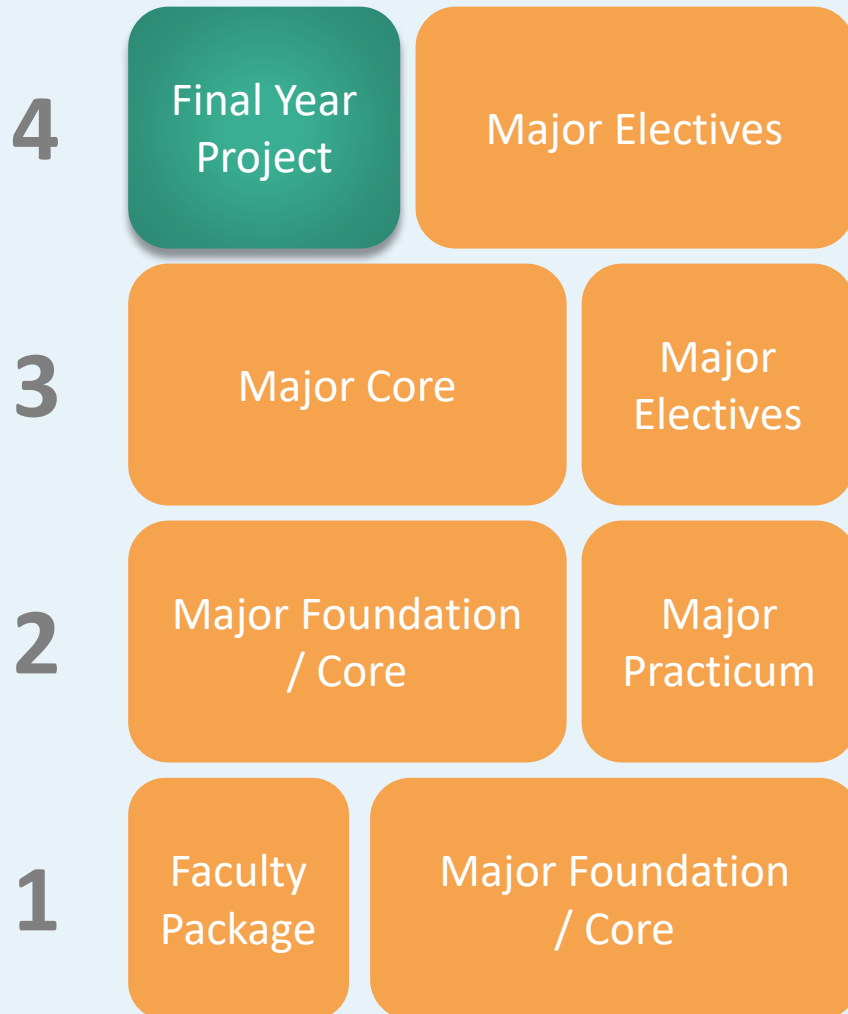 4
Final Year
Project
Major Electives
3
Major Core
Major
Electives
2
Major Foundation
/ Core
Major
Practicum
1
Faculty
Package
Major Foundation
/ Core